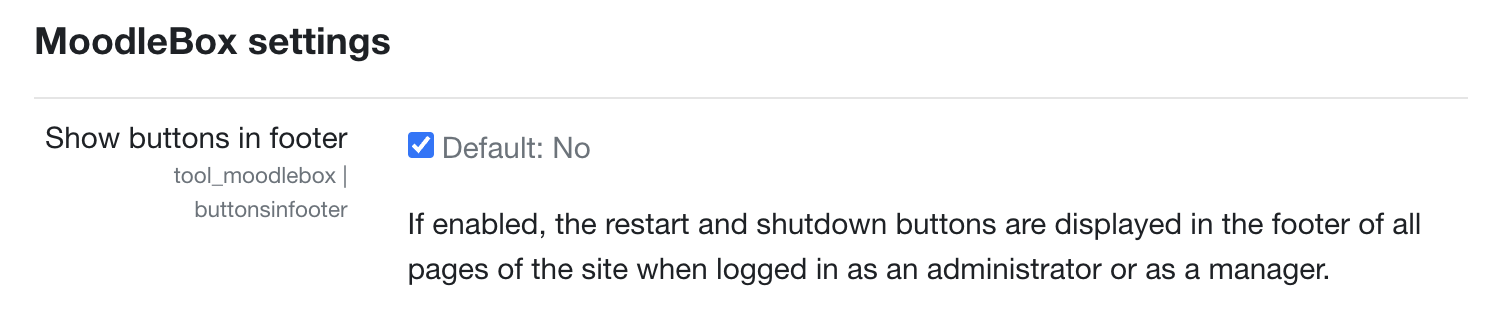 MoodleBox settings
Show buttons in footer
tool_moodlebox |
buttonsinfooter
Default: No
If enabled, the restart and shutdown buttons are displayed in the footer of all
pages of the site when logged in as an administrator or as a manager.